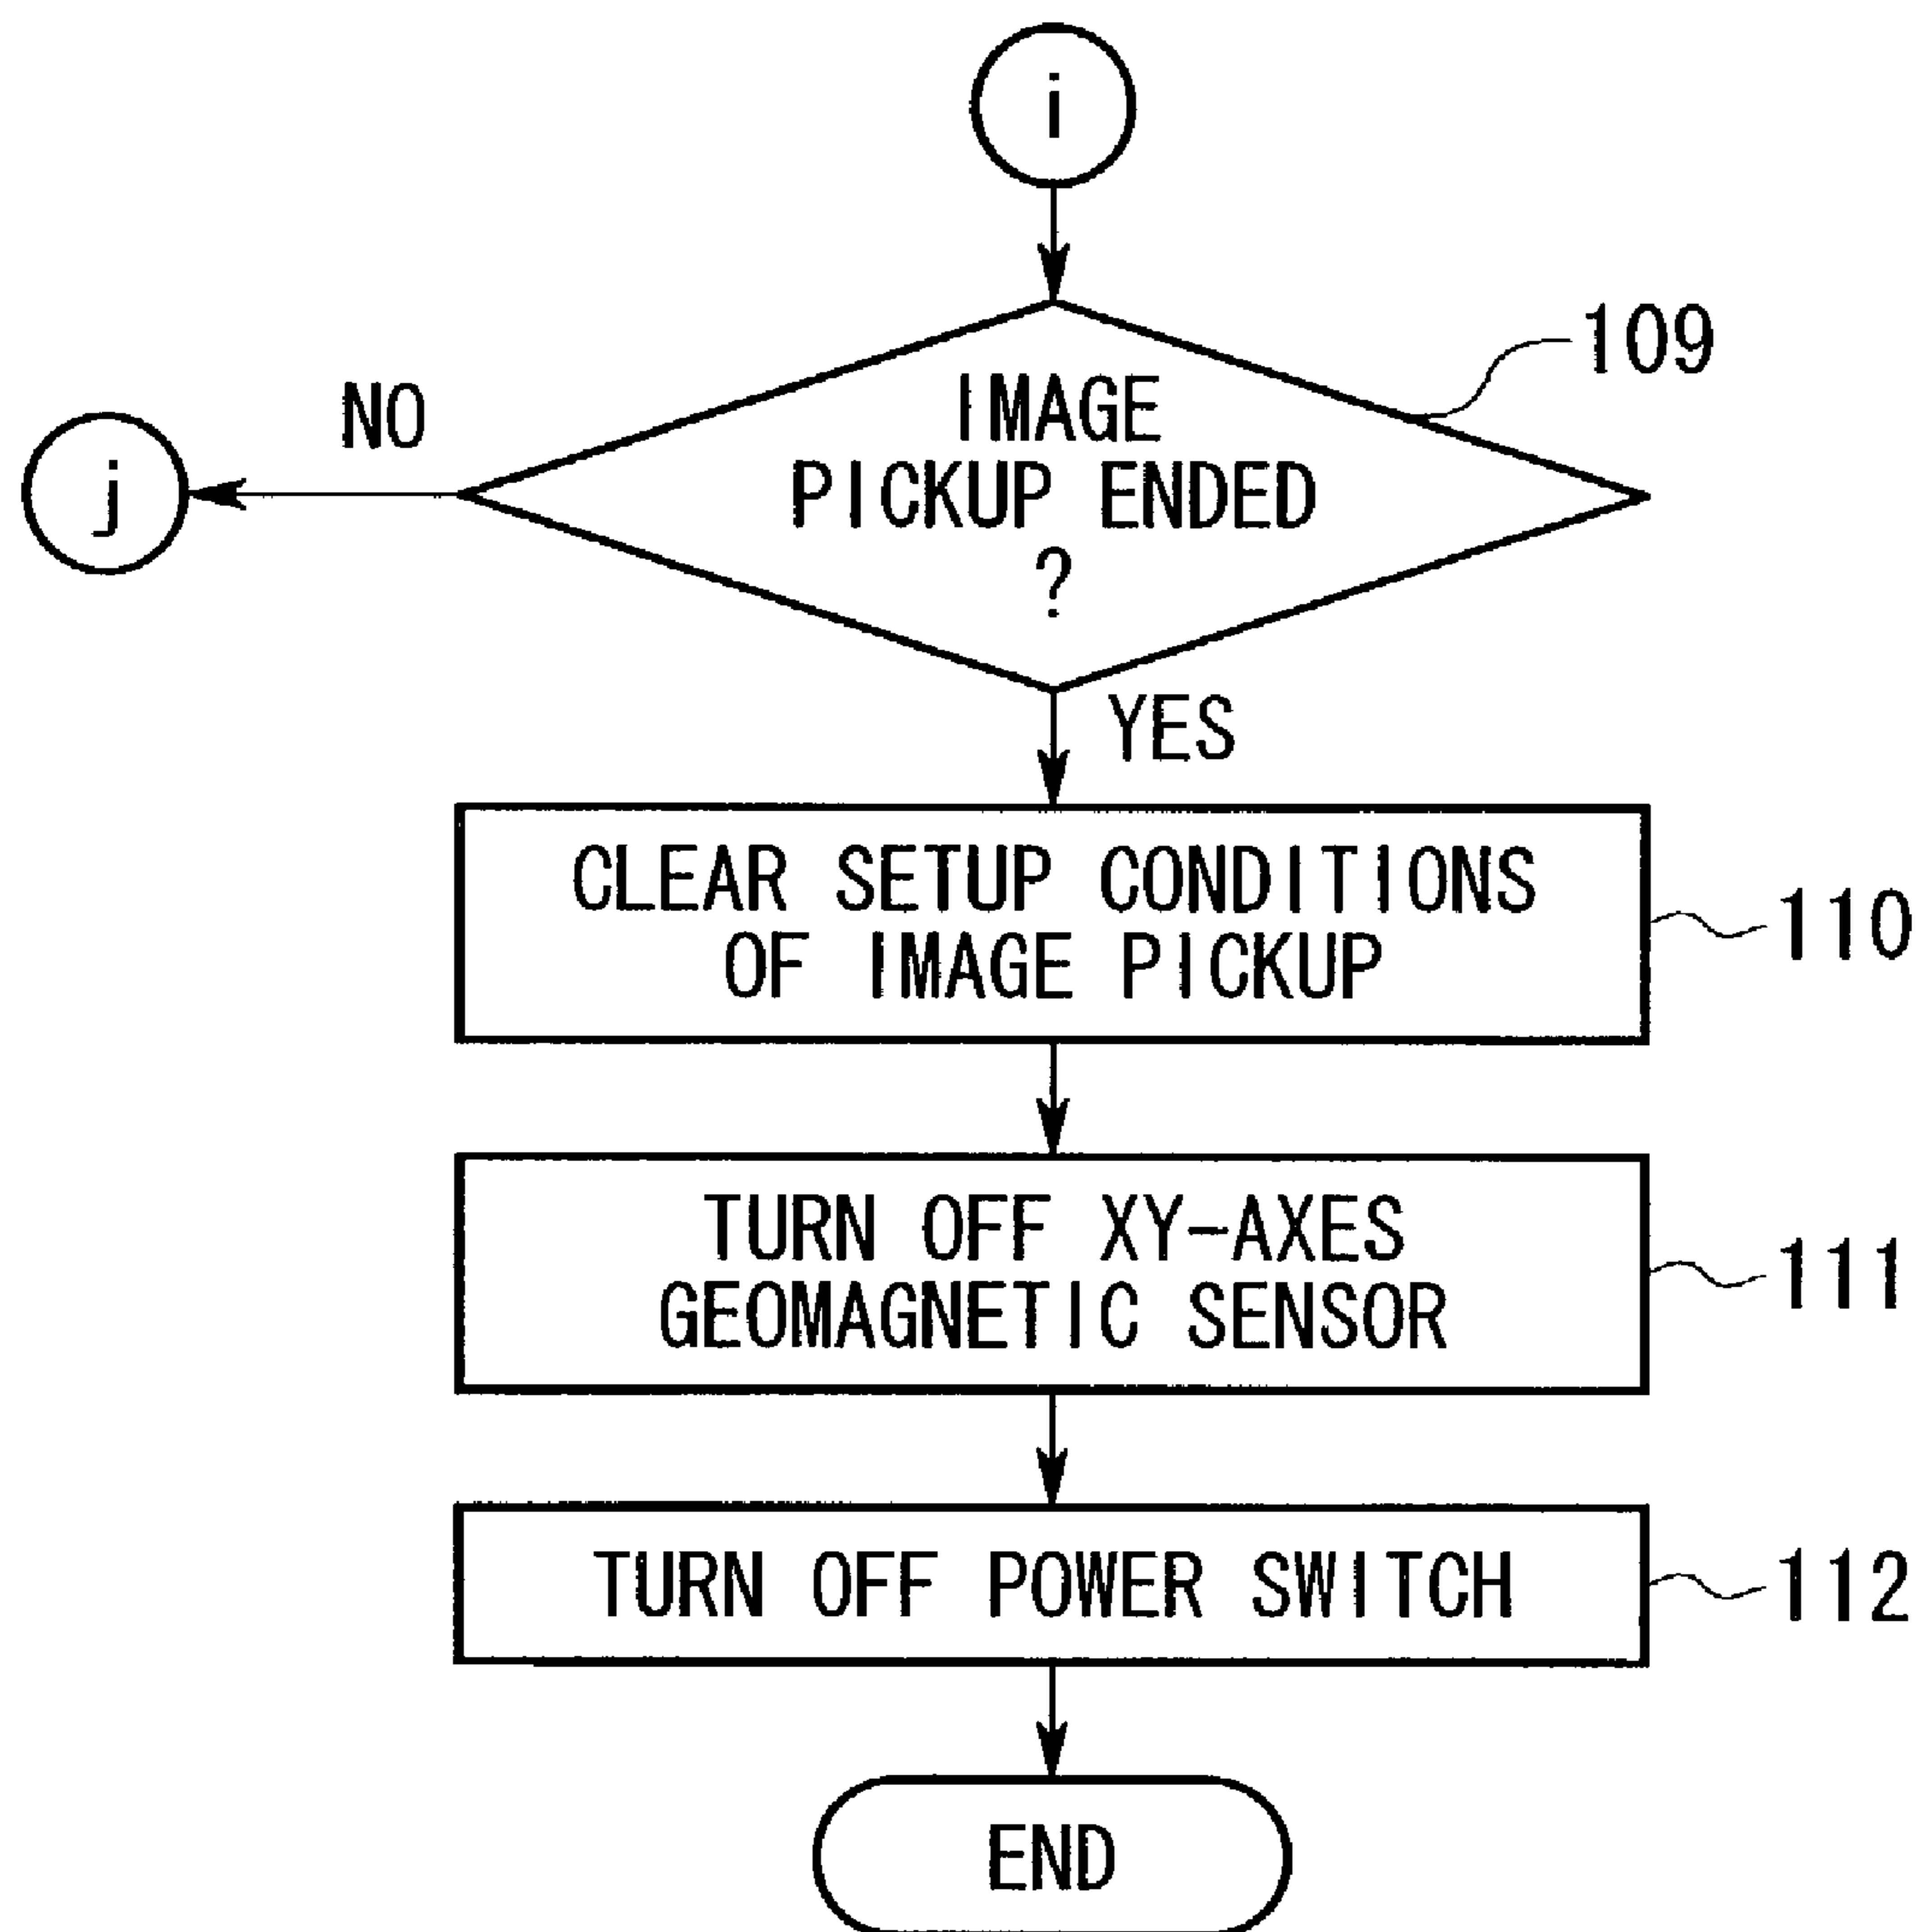 i
109
IMAGE
PICKUP ENDED
?
NO
j
YES
CLEAR SETUP CONDITIONS
OF IMAGE PICKUP
110
TURN OFF XY-AXES
GEOMAGNETIC SENSOR
111
TURN OFF POWER SWITCH
112
END